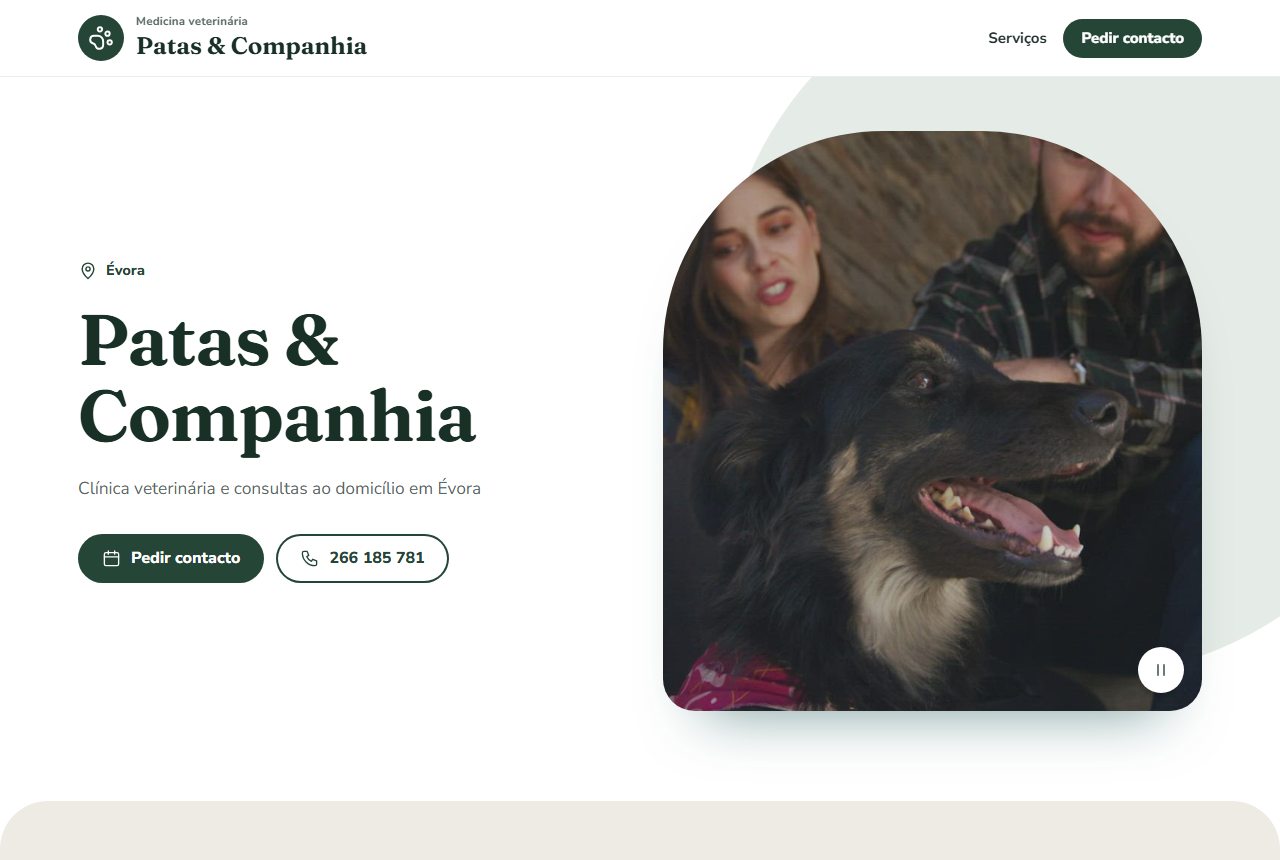 Medicina veterinária
Patas & Companhia
Serviços
Pedir contacto
Évora
Patas &
Companhia
Clínica veterinária e consultas ao domicílio em Évora
Pedir contacto
266 185 781